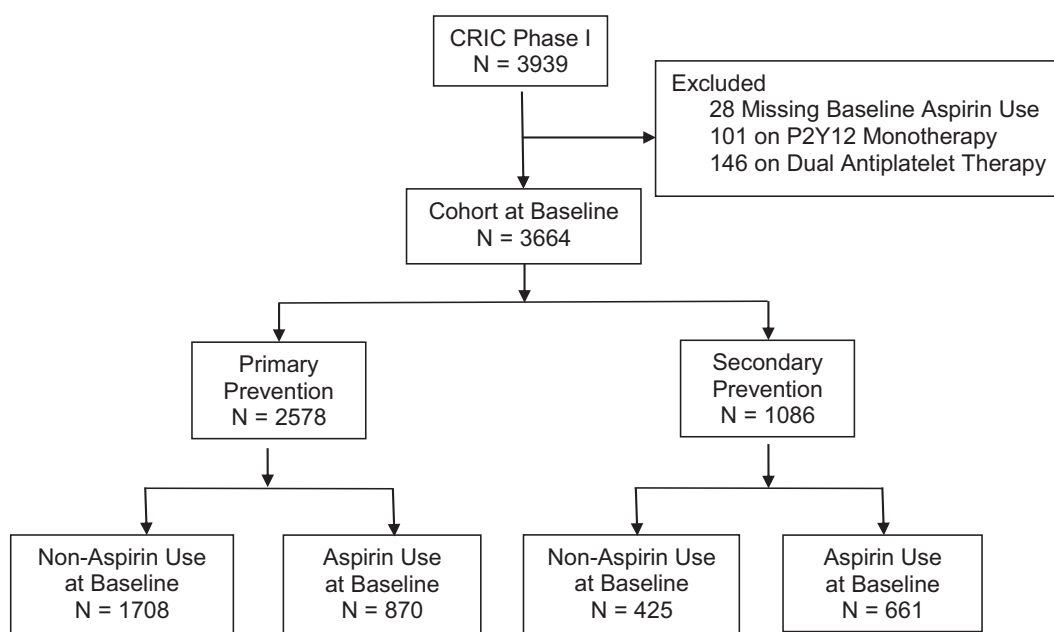 CRIC Phase I
N = 3939
Excluded
28 Missing Baseline Aspirin Use
101 on P2Y12 Monotherapy
146 on Dual Antiplatelet Therapy
Cohort at Baseline
N = 3664
Primary
Prevention
N = 2578
Secondary
Prevention
N = 1086
Non-Aspirin Use
at Baseline
N = 1708
Aspirin Use
at Baseline
N = 870
Non-Aspirin Use
at Baseline
N = 425
Aspirin Use
at Baseline
N = 661